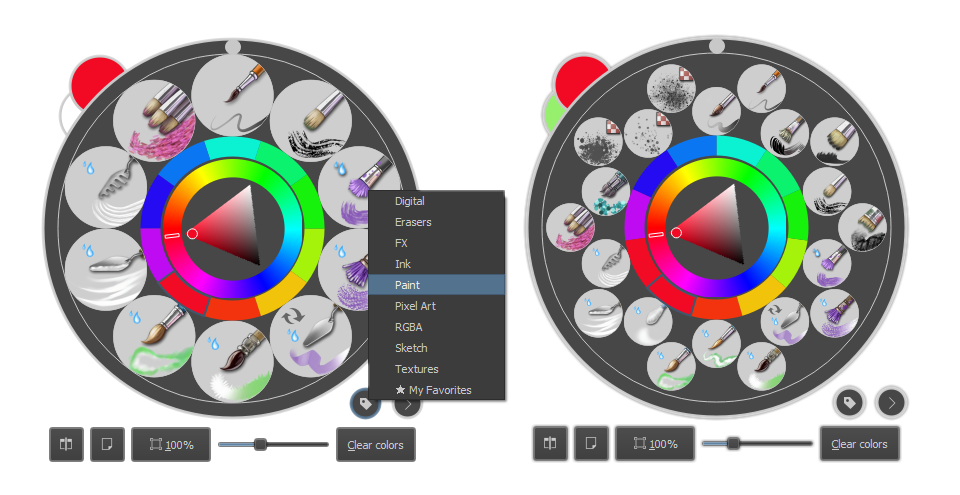 Digital
Erasers
FX
Ink
Paint
Pixel Art
RGBA
Sketch
Textures
My Favorites
100%
Clear colors
100%
Clear colors